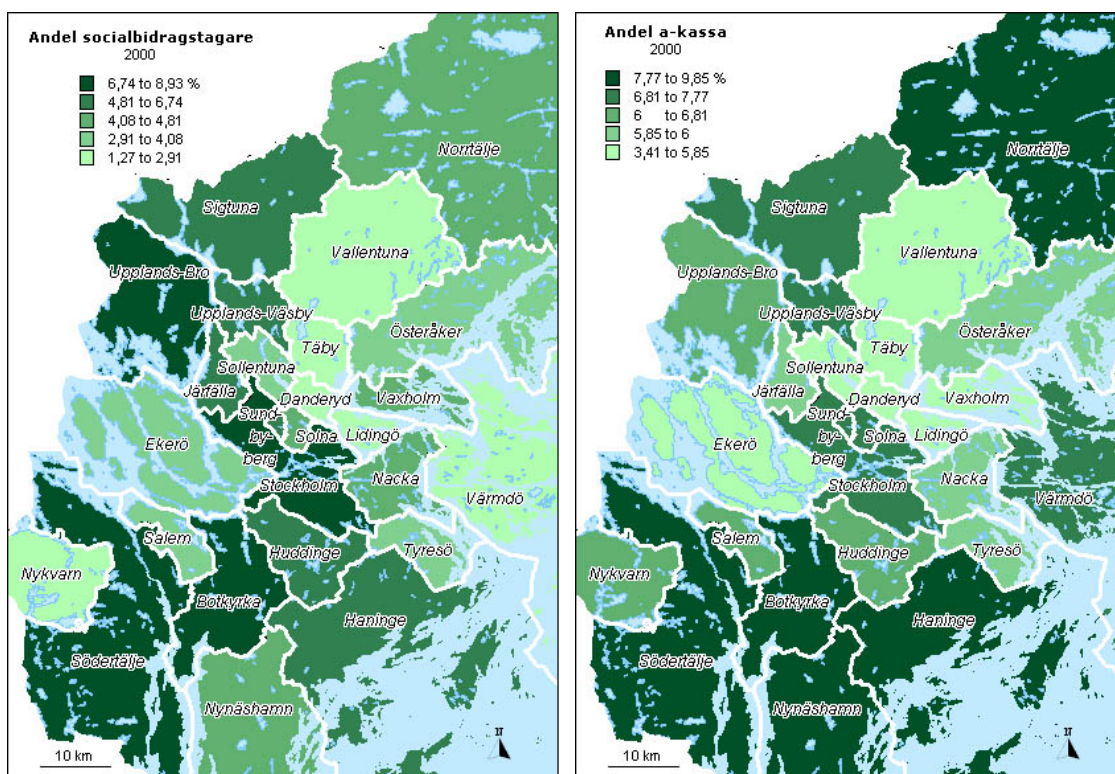 Andel socialbidragstagare
2000
6,74 to 8,93 %
4,81 to 6,74
4,08 to 4,81
2,91 to 4,08
1,27 to 2,91
Norrtälje
Sigtuna
Vallentuna
Upplands-Bro
Upplands-Väsby
Österåker
Täby
Sollentuna
Järfälla
Danderyd
Vaxholm
Sund-
by-
berg
Solna
Lidingö
Ekerö
Stockholm
Nacka
Värmdö
Salem
Huddinge
Tyresö
Nykvarn
Botkyrka
Haninge
Södertälje
Nynäshamn
10 km
N
Andel a-kassa
2000
7,77 to 9,85 %
6,81 to 7,77
6 to 6,81
5,85 to 6
3,41 to 5,85
Norrtälje
Sigtuna
Vallentuna
Upplands-Bro
Upplands-Väsby
Österåker
Täby
Sollentuna
Järfälla
Danderyd
Vaxholm
Sund-
by-
berg
Solna
Lidingö
Ekerö
Stockholm
Nacka
Värmdö
Salem
Huddinge
Tyresö
Nykvarn
Botkyrka
Haninge
Södertälje
Nynäshamn
10 km
N